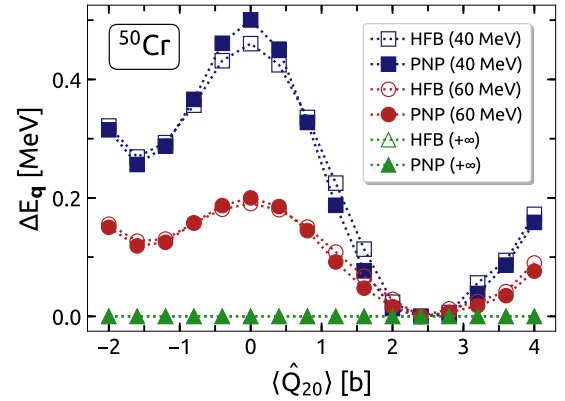 ⁵⁰Cr
HFB (40 MeV)
PNP (40 MeV)
HFB (60 MeV)
PNP (60 MeV)
HFB (+∞)
PNP (+∞)
ΔE_q [MeV]
0.4
0.2
0.0
−2 −1 0 1 2 3 4
⟨Q̂₂₀⟩ [b]